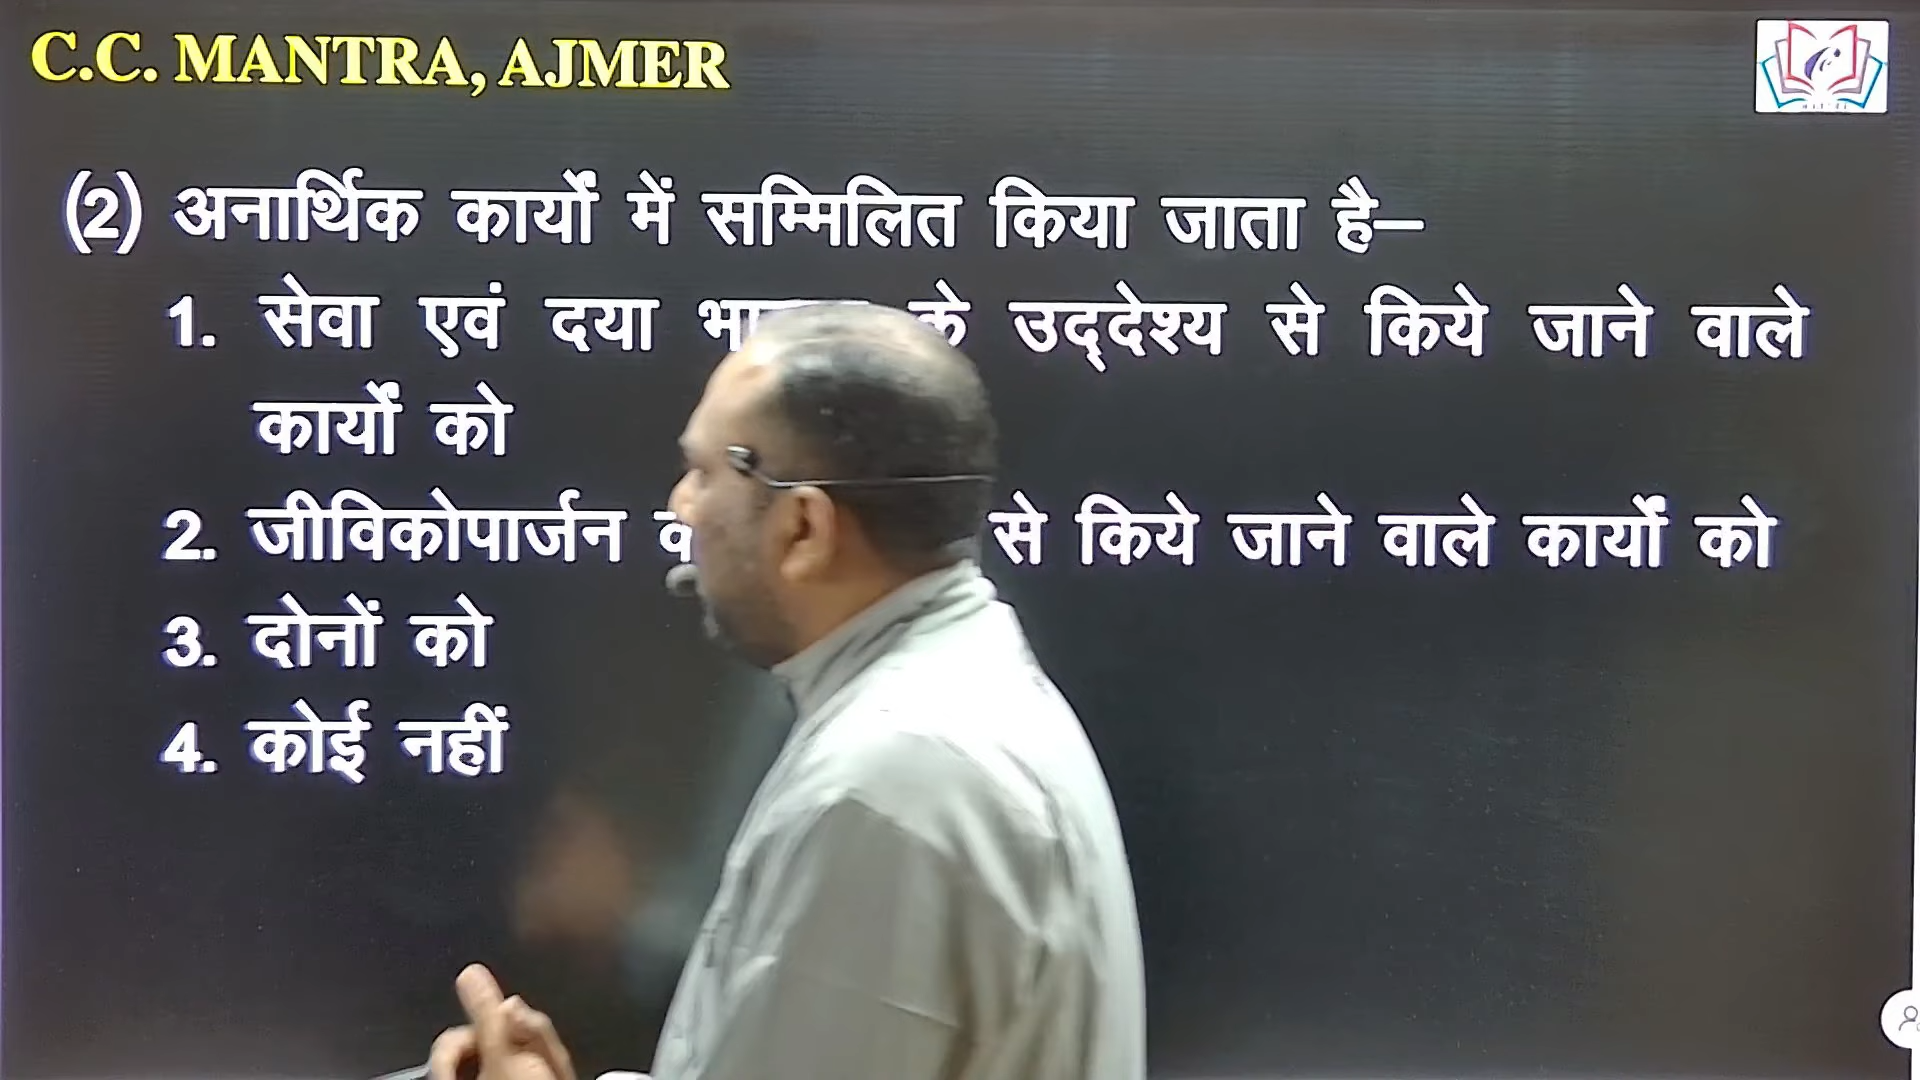 C.C. MANTRA, AJMER
(2) अनार्थिक कार्यों में सम्मिलित किया जाता है–
1. सेवा एवं दया के उद्देश्य से किये जाने वाले
कार्यों को
2. जीविकोपार्जन से किये जाने वाले कार्यों को
3. दोनों को
4. कोई नहीं